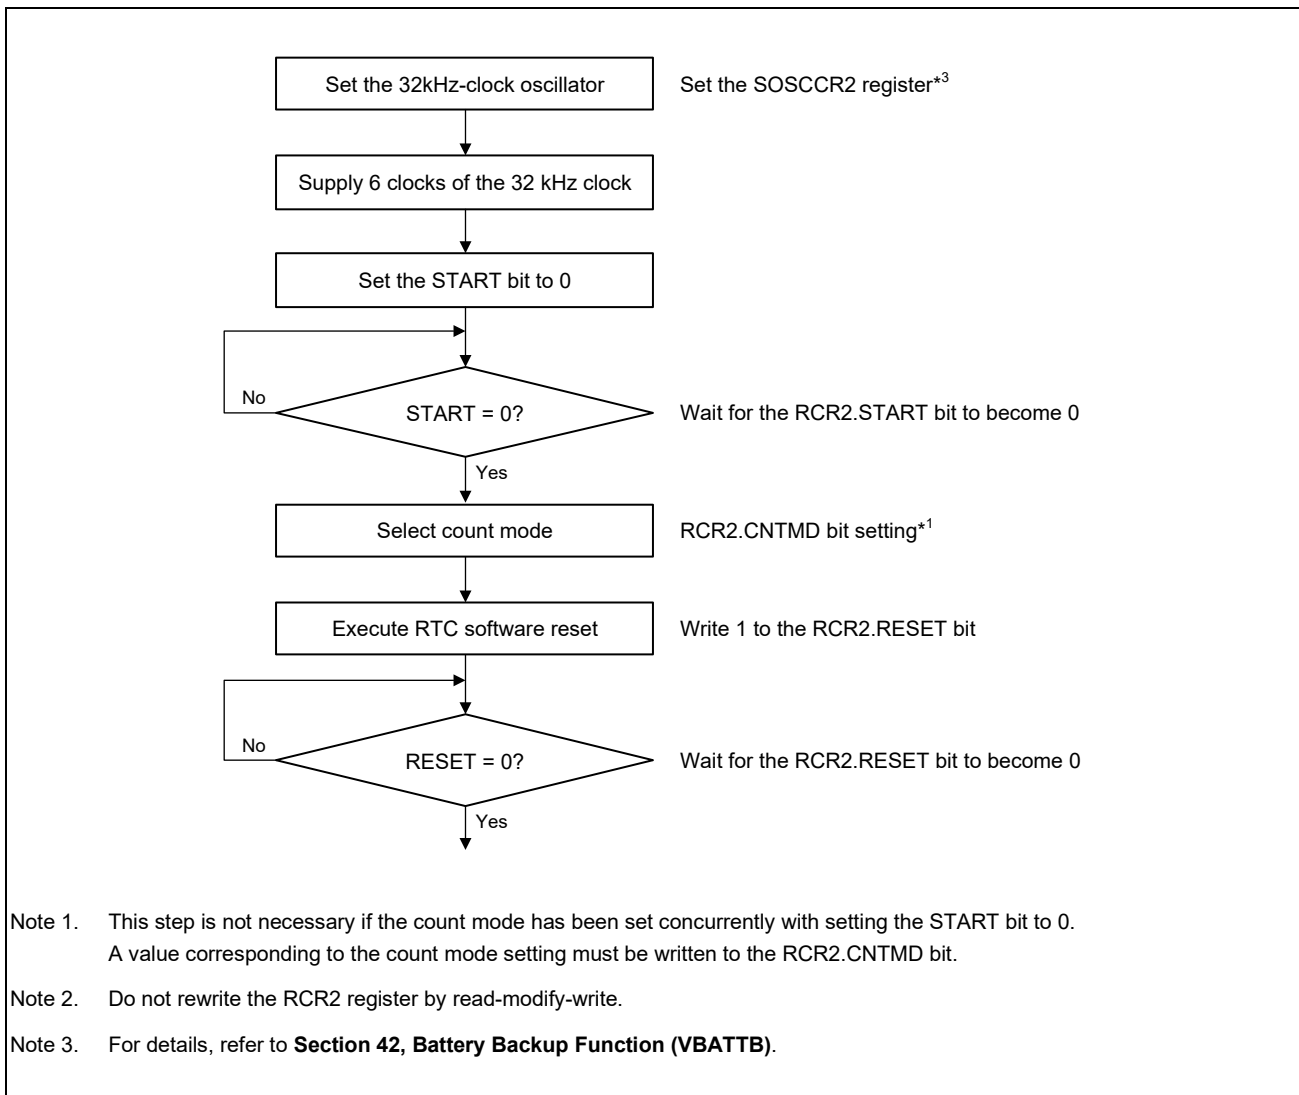 Set the 32kHz-clock oscillator
Set the SOSCCR2 register*3
Supply 6 clocks of the 32 kHz clock
Set the START bit to 0
No
START = 0?
Wait for the RCR2.START bit to become 0
Yes
Select count mode
RCR2.CNTMD bit setting*1
Execute RTC software reset
Write 1 to the RCR2.RESET bit
No
RESET = 0?
Wait for the RCR2.RESET bit to become 0
Yes
Note 1. This step is not necessary if the count mode has been set concurrently with setting the START bit to 0.
A value corresponding to the count mode setting must be written to the RCR2.CNTMD bit.
Note 2. Do not rewrite the RCR2 register by read-modify-write.
Note 3. For details, refer to Section 42, Battery Backup Function (VBATTB).